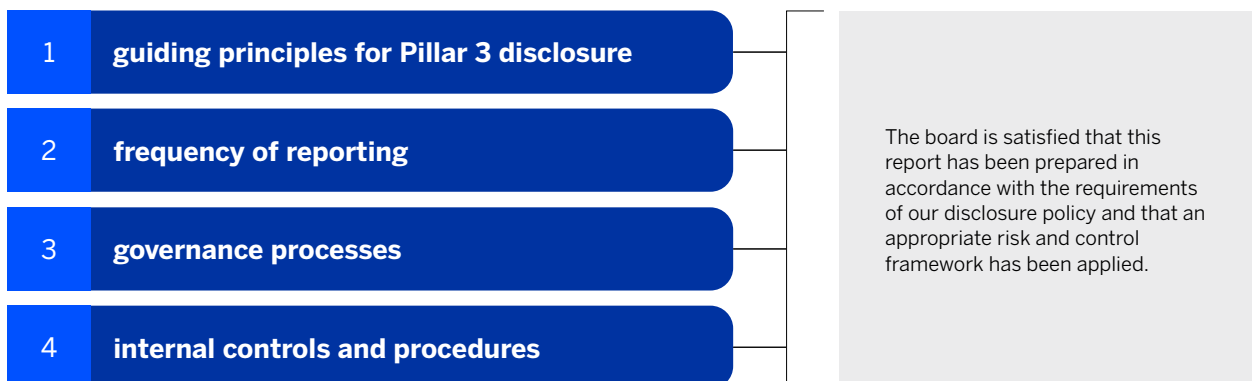 1 guiding principles for Pillar 3 disclosure
2 frequency of reporting
3 governance processes
4 internal controls and procedures
The board is satisfied that this
report has been prepared in
accordance with the requirements
of our disclosure policy and that an
appropriate risk and control
framework has been applied.